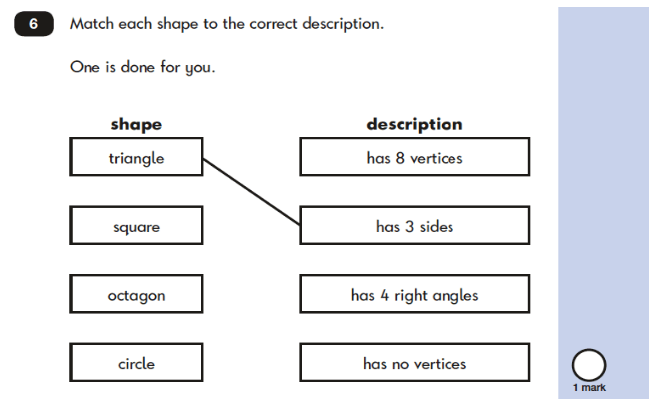 6 Match each shape to the correct description.
One is done for you.
shape description
triangle has 8 vertices
square has 3 sides
octagon has 4 right angles
circle has no vertices
1 mark